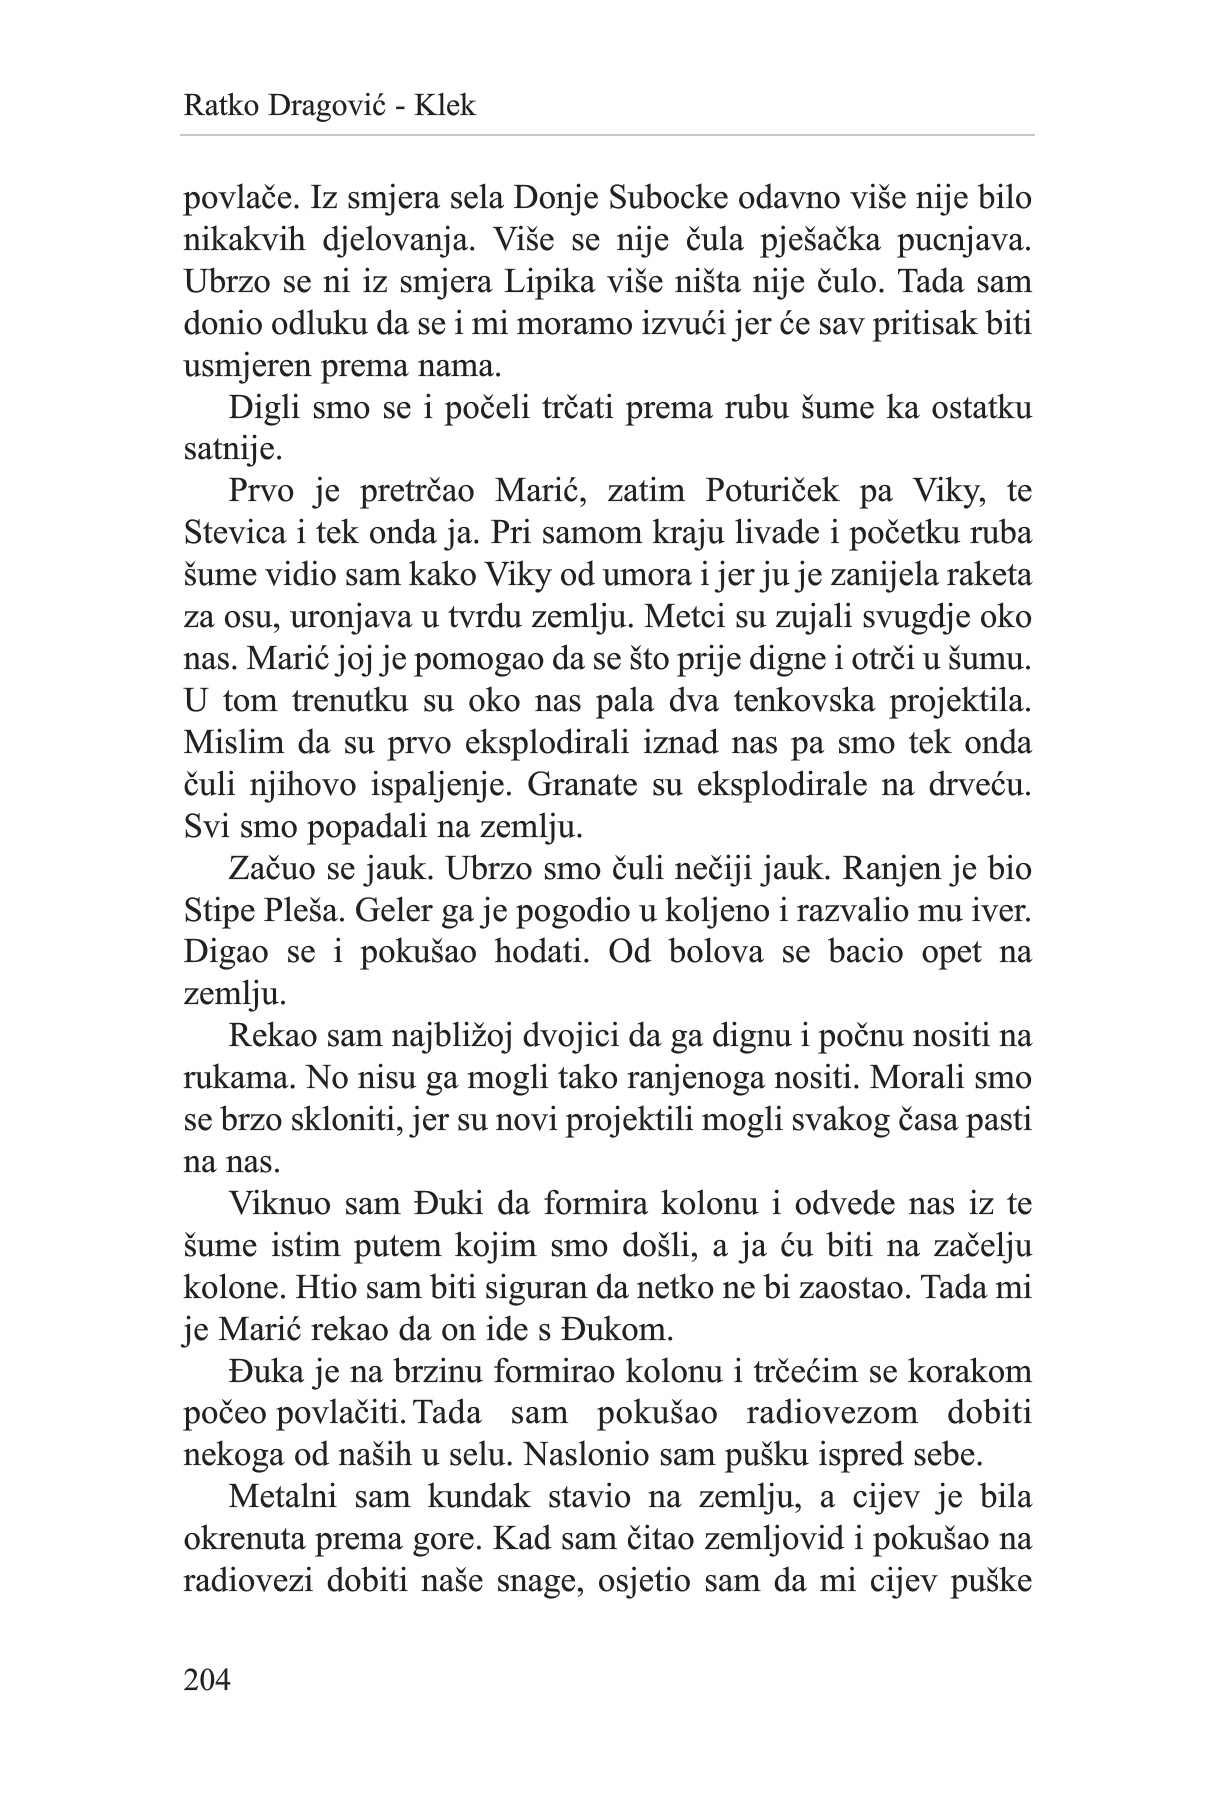 Ratko Dragović - Klek
povlače. Iz smjera sela Donje Subocke odavno više nije bilo
nikakvih djelovanja. Više se nije čula pješačka pucnjava.
Ubrzo se ni iz smjera Lipika više ništa nije čulo. Tada sam
donio odluku da se i mi moramo izvući jer će sav pritisak biti
usmjeren prema nama.
Digli smo se i počeli trčati prema rubu šume ka ostatku
satnije.
Prvo je pretrčao Marić, zatim Poturiček pa Viky, te
Stevica i tek onda ja. Pri samom kraju livade i početku ruba
šume vidio sam kako Viky od umora i jer ju je zanijela raketa
za osu, uronjava u tvrdu zemlju. Metci su zujali svugdje oko
nas. Marić joj je pomogao da se što prije digne i otrči u šumu.
U tom trenutku su oko nas pala dva tenkovska projektila.
Mislim da su prvo eksplodirali iznad nas pa smo tek onda
čuli njihovo ispaljenje. Granate su eksplodirale na drveću.
Svi smo popadali na zemlju.
Začuo se jauk. Ubrzo smo čuli nečiji jauk. Ranjen je bio
Stipe Pleša. Geler ga je pogodio u koljeno i razvalio mu iver.
Digao se i pokušao hodati. Od bolova se bacio opet na
zemlju.
Rekao sam najbližoj dvojici da ga dignu i počnu nositi na
rukama. No nisu ga mogli tako ranjenoga nositi. Morali smo
se brzo skloniti, jer su novi projektili mogli svakog časa pasti
na nas.
Viknuo sam Đuki da formira kolonu i odvede nas iz te
šume istim putem kojim smo došli, a ja ću biti na začelju
kolone. Htio sam biti siguran da netko ne bi zaostao. Tada mi
je Marić rekao da on ide s Đukom.
Đuka je na brzinu formirao kolonu i trčećim se korakom
počeo povlačiti. Tada sam pokušao radiovezom dobiti
nekoga od naših u selu. Naslonio sam pušku ispred sebe.
Metalni sam kundak stavio na zemlju, a cijev je bila
okrenuta prema gore. Kad sam čitao zemljovid i pokušao na
radiovezi dobiti naše snage, osjetio sam da mi cijev puške
204